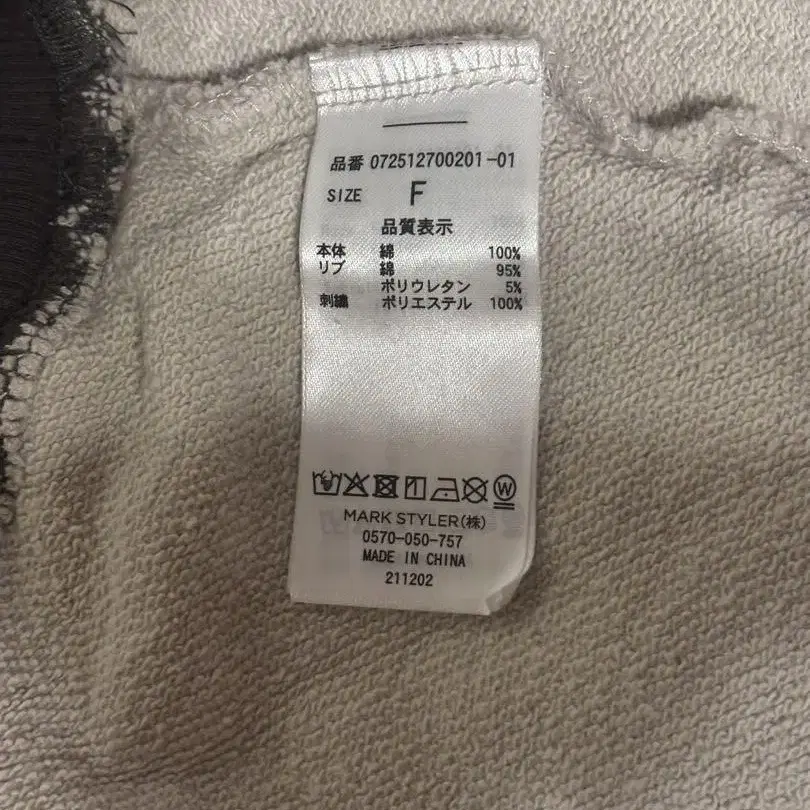 品番 072512700201-01
SIZE F
品質表示
本体 綿 100%
リブ 綿 95%
ポリウレタン 5%
刺繍 ポリエステル 100%
W
MARK STYLER(株)
0570-050-757
MADE IN CHINA
211202